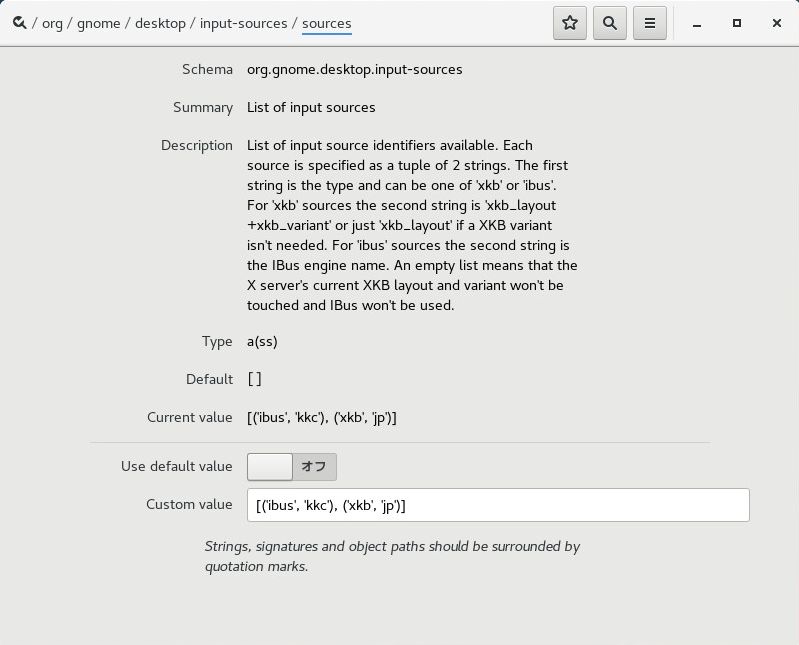 / org / gnome / desktop / input-sources / sources
Schema org.gnome.desktop.input-sources
Summary List of input sources
Description List of input source identifiers available. Each
source is specified as a tuple of 2 strings. The first
string is the type and can be one of 'xkb' or 'ibus'.
For 'xkb' sources the second string is 'xkb_layout
+xkb_variant' or just 'xkb_layout' if a XKB variant
isn't needed. For 'ibus' sources the second string is
the IBus engine name. An empty list means that the
X server's current XKB layout and variant won't be
touched and IBus won't be used.
Type a(ss)
Default []
Current value [('ibus', 'kkc'), ('xkb', 'jp')]
Use default value オフ
Custom value [('ibus', 'kkc'), ('xkb', 'jp')]
Strings, signatures and object paths should be surrounded by
quotation marks.